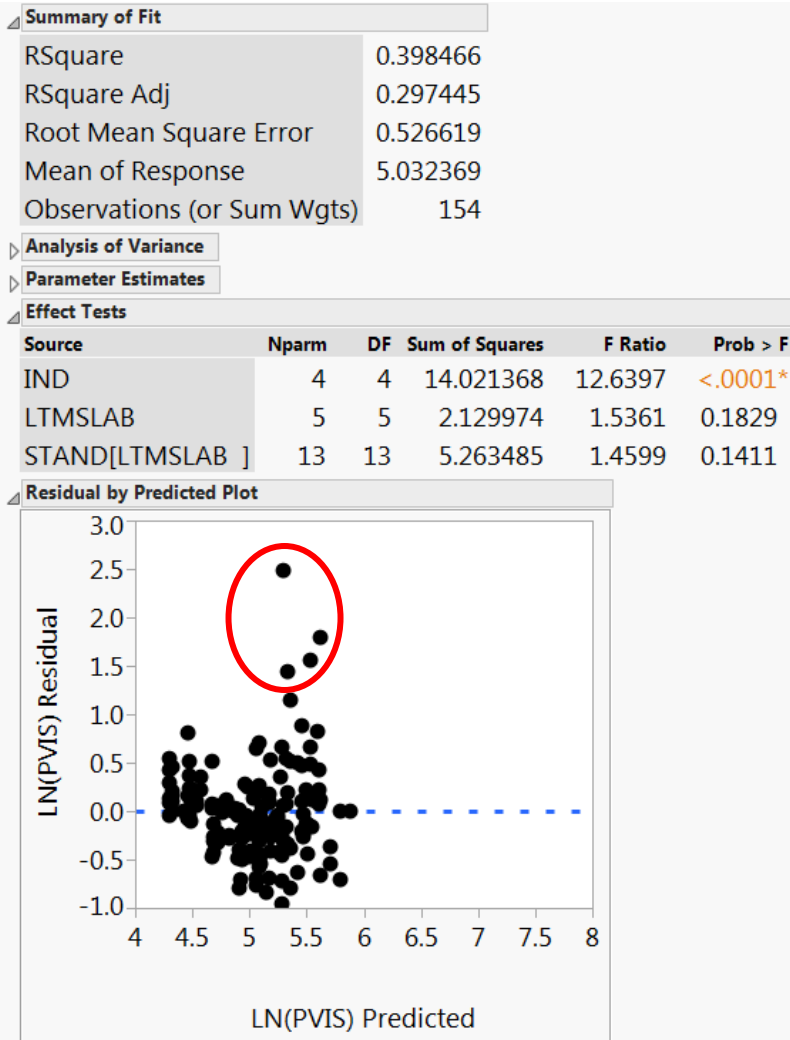 Summary of Fit
RSquare 0.398466
RSquare Adj 0.297445
Root Mean Square Error 0.526619
Mean of Response 5.032369
Observations (or Sum Wgts) 154
Analysis of Variance
Parameter Estimates
Effect Tests
Source Nparm DF Sum of Squares F Ratio Prob > F
IND 4 4 14.021368 12.6397 <.0001*
LTMSLAB 5 5 2.129974 1.5361 0.1829
STAND[LTMSLAB ] 13 13 5.263485 1.4599 0.1411
Residual by Predicted Plot
3.0
2.5
2.0
1.5
1.0
0.5
0.0
-0.5
-1.0
LN(PVIS) Residual
4 4.5 5 5.5 6 6.5 7 7.5 8
LN(PVIS) Predicted